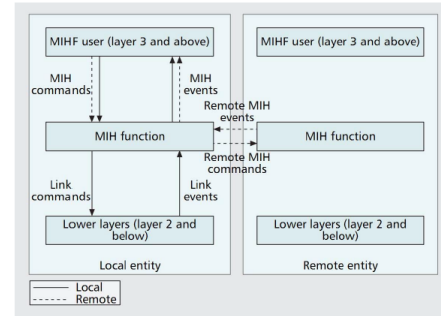 MIHF user (layer 3 and above)
MIHF user (layer 3 and above)
MIH
commands
MIH
events
Remote MIH
events
MIH function
MIH function
Remote MIH
commands
Link
commands
Link
events
Lower layers (layer 2 and
below)
Lower layers (layer 2 and
below)
Local entity
Remote entity
Local
Remote